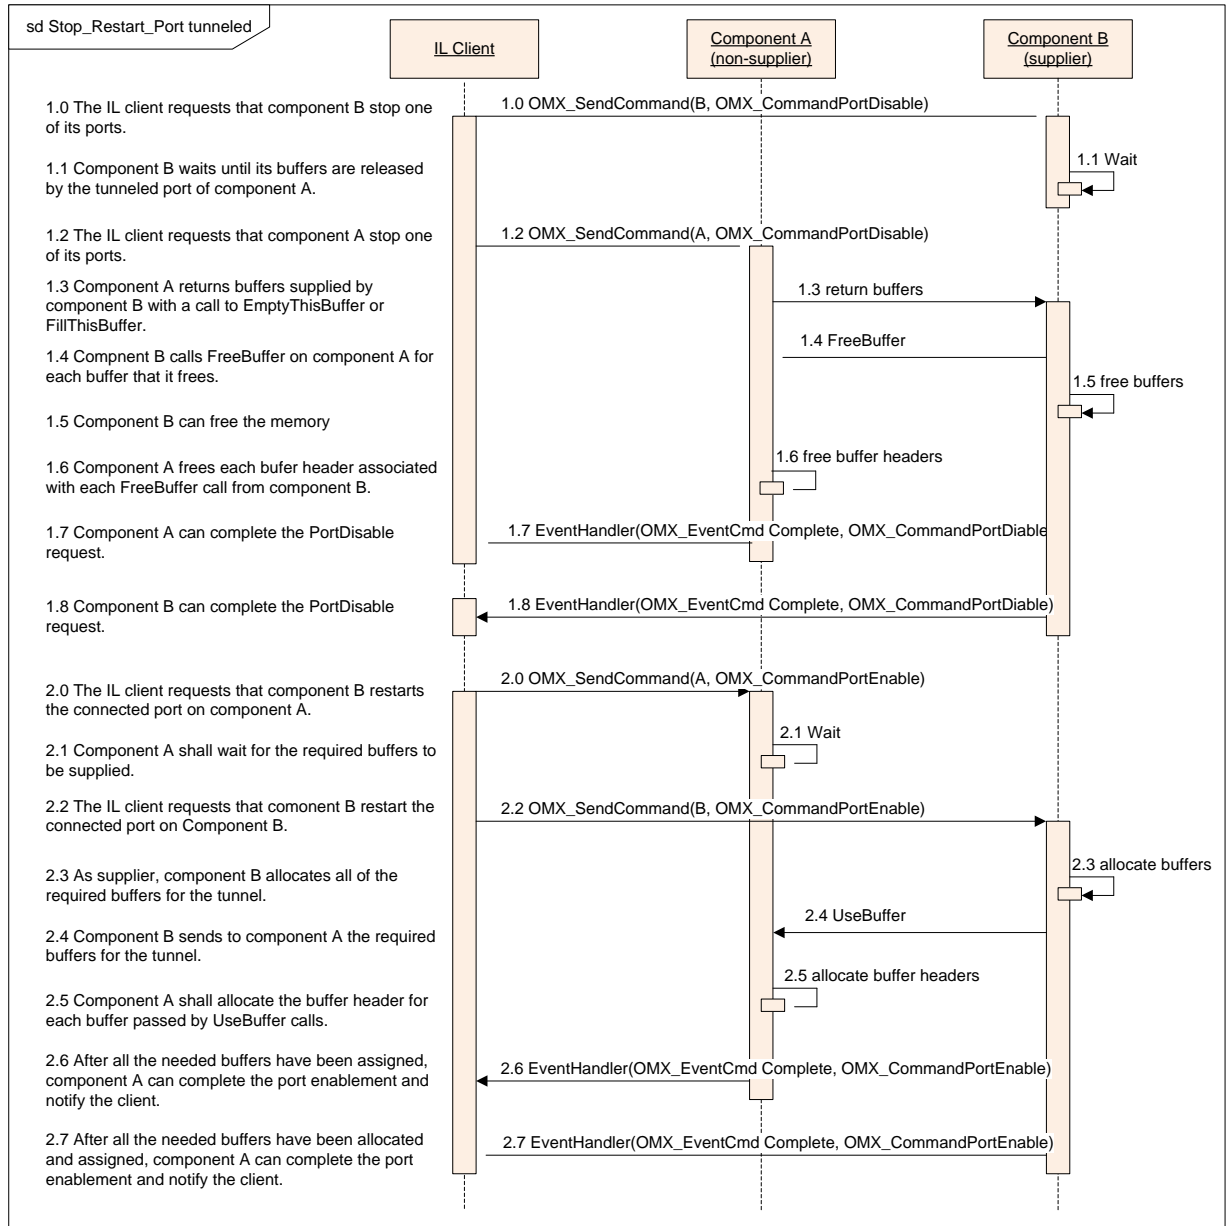 sd Stop_Restart_Port tunneled
IL Client
Component A
(non-supplier)
Component B
(supplier)
1.0 The IL client requests that component B stop one
of its ports.
1.0 OMX_SendCommand(B, OMX_CommandPortDisable)
1.1 Component B waits until its buffers are released
by the tunneled port of component A.
1.1 Wait
1.2 The IL client requests that component A stop one
of its ports.
1.2 OMX_SendCommand(A, OMX_CommandPortDisable)
1.3 Component A returns buffers supplied by
component B with a call to EmptyThisBuffer or
FillThisBuffer.
1.3 return buffers
1.4 Compnent B calls FreeBuffer on component A for
each buffer that it frees.
1.4 FreeBuffer
1.5 free buffers
1.5 Component B can free the memory
1.6 Component A frees each bufer header associated
with each FreeBuffer call from component B.
1.6 free buffer headers
1.7 Component A can complete the PortDisable
request.
1.7 EventHandler(OMX_EventCmd Complete, OMX_CommandPortDiable
1.8 Component B can complete the PortDisable
request.
1.8 EventHandler(OMX_EventCmd Complete, OMX_CommandPortDiable)
2.0 The IL client requests that component B restarts
the connected port on component A.
2.0 OMX_SendCommand(A, OMX_CommandPortEnable)
2.1 Component A shall wait for the required buffers to
be supplied.
2.1 Wait
2.2 The IL client requests that comonent B restart the
connected port on Component B.
2.2 OMX_SendCommand(B, OMX_CommandPortEnable)
2.3 As supplier, component B allocates all of the
required buffers for the tunnel.
2.3 allocate buffers
2.4 Component B sends to component A the required
buffers for the tunnel.
2.4 UseBuffer
2.5 Component A shall allocate the buffer header for
each buffer passed by UseBuffer calls.
2.5 allocate buffer headers
2.6 After all the needed buffers have been assigned,
component A can complete the port enablement and
notify the client.
2.6 EventHandler(OMX_EventCmd Complete, OMX_CommandPortEnable)
2.7 After all the needed buffers have been allocated
and assigned, component A can complete the port
enablement and notify the client.
2.7 EventHandler(OMX_EventCmd Complete, OMX_CommandPortEnable)